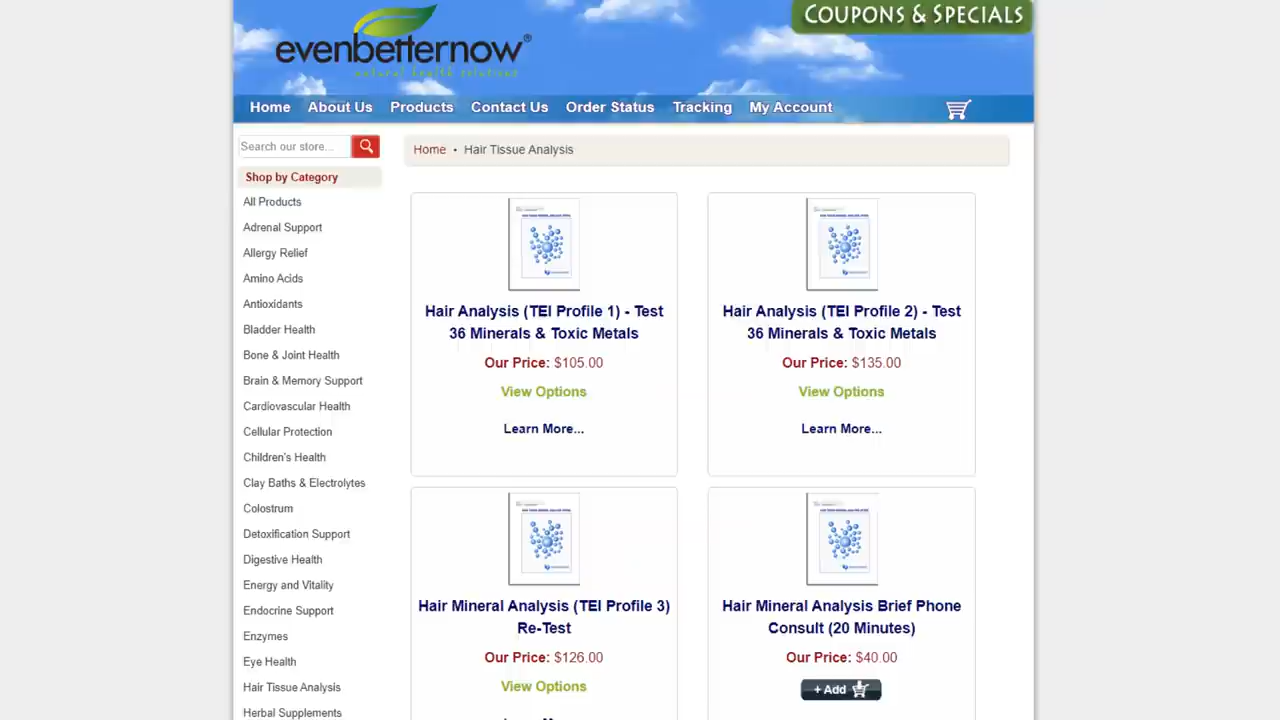 COUPONS & SPECIALS
evenbetternow®
natural health solutions
Home About Us Products Contact Us Order Status Tracking My Account
Search our store...
Home • Hair Tissue Analysis
Shop by Category
All Products
Adrenal Support
Allergy Relief
Amino Acids
Antioxidants
Bladder Health
Bone & Joint Health
Brain & Memory Support
Cardiovascular Health
Cellular Protection
Children's Health
Clay Baths & Electrolytes
Colostrum
Detoxification Support
Digestive Health
Energy and Vitality
Endocrine Support
Enzymes
Eye Health
Hair Tissue Analysis
Herbal Supplements
Hair Analysis (TEI Profile 1) - Test
36 Minerals & Toxic Metals
Our Price: $105.00
View Options
Learn More...
Hair Analysis (TEI Profile 2) - Test
36 Minerals & Toxic Metals
Our Price: $135.00
View Options
Learn More...
Hair Mineral Analysis (TEI Profile 3)
Re-Test
Our Price: $126.00
View Options
Hair Mineral Analysis Brief Phone
Consult (20 Minutes)
Our Price: $40.00
+ Add